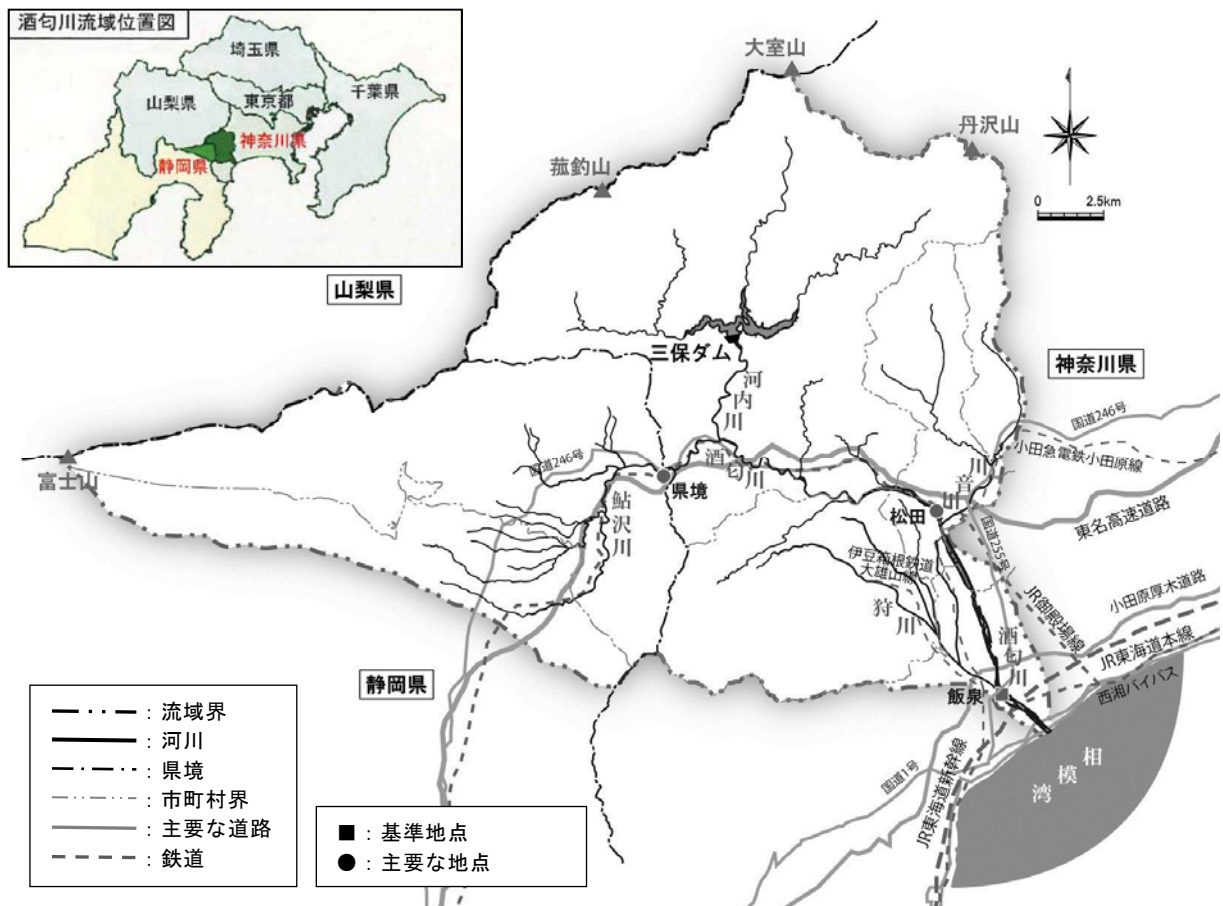 酒匂川流域位置図
埼玉県
山梨県
東京都
千葉県
神奈川県
静岡県
大室山
丹沢山
菰釣山
0 2.5km
山梨県
三保ダム
河内川
神奈川県
国道246号
小田急電鉄小田原線
富士山
国道246号
酒匂川
県境
鮎沢川
川音川
松田
東名高速道路
国道255号
伊豆箱根鉄道
大雄山線
狩川
JR御殿場線
小田原厚木道路
酒匂川
JR東海道本線
静岡県
飯泉
西湘バイパス
国道1号
JR東海道新幹線
相模湾
: 流域界
: 河川
: 県境
: 市町村界
: 主要な道路
: 鉄道
■ : 基準地点
● : 主要な地点